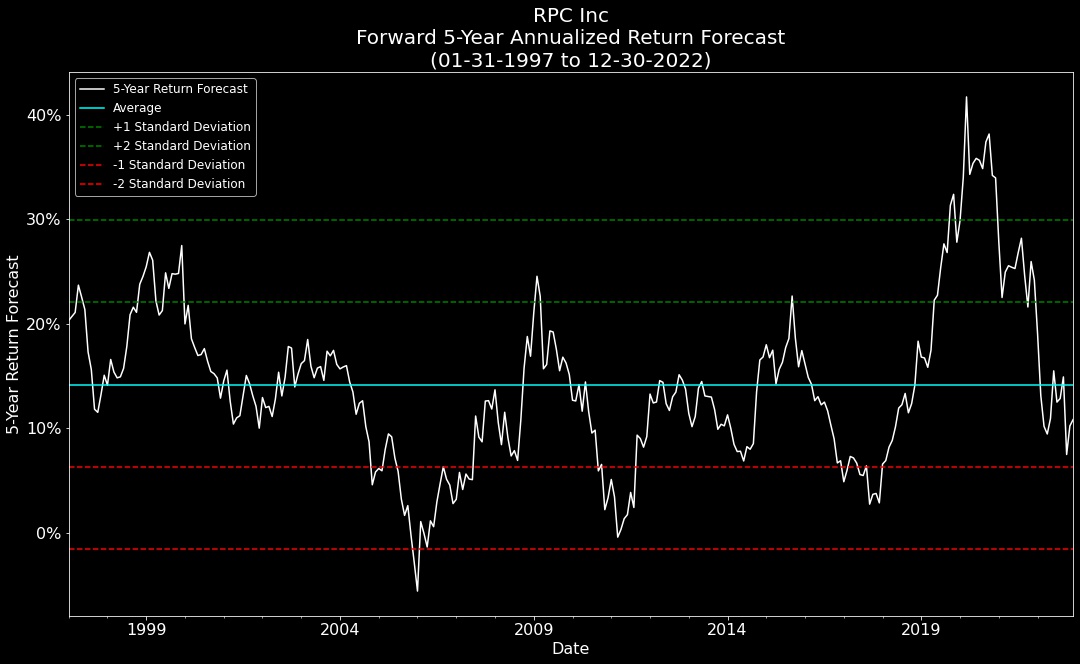 RPC Inc
Forward 5-Year Annualized Return Forecast
(01-31-1997 to 12-30-2022)
5-Year Return Forecast
Average
+1 Standard Deviation
+2 Standard Deviation
-1 Standard Deviation
-2 Standard Deviation
40%
30%
20%
10%
0%
5-Year Return Forecast
1999
2004
2009
2014
2019
Date